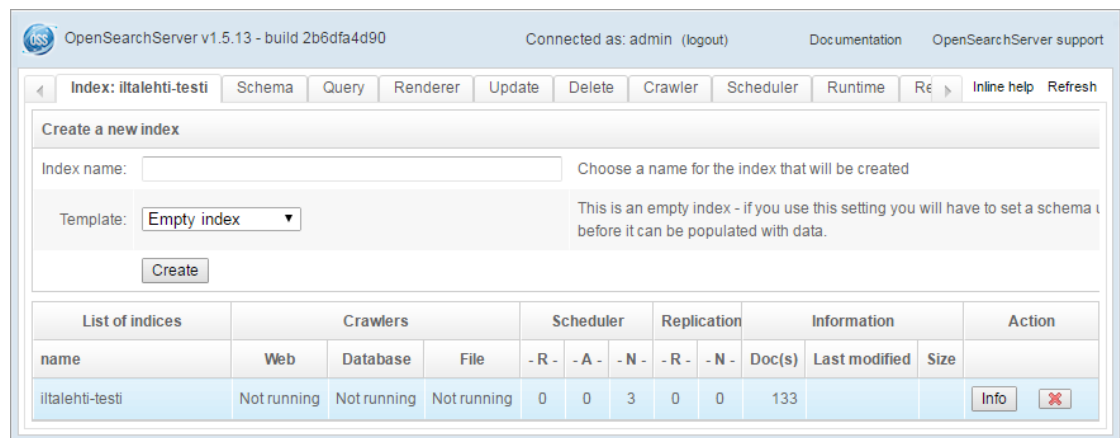 oss OpenSearchServer v1.5.13 - build 2b6dfa4d90 Connected as: admin (logout) Documentation OpenSearchServer support
Index: iltalehti-testi Schema Query Renderer Update Delete Crawler Scheduler Runtime Re Inline help Refresh
Create a new index
Index name: Choose a name for the index that will be created
Template: Empty index This is an empty index - if you use this setting you will have to set a schema u
before it can be populated with data.
Create
List of indices Crawlers Scheduler Replication Information Action
name Web Database File - R - - A - - N - - R - - N - Doc(s) Last modified Size
iltalehti-testi Not running Not running Not running 0 0 3 0 0 133 Info